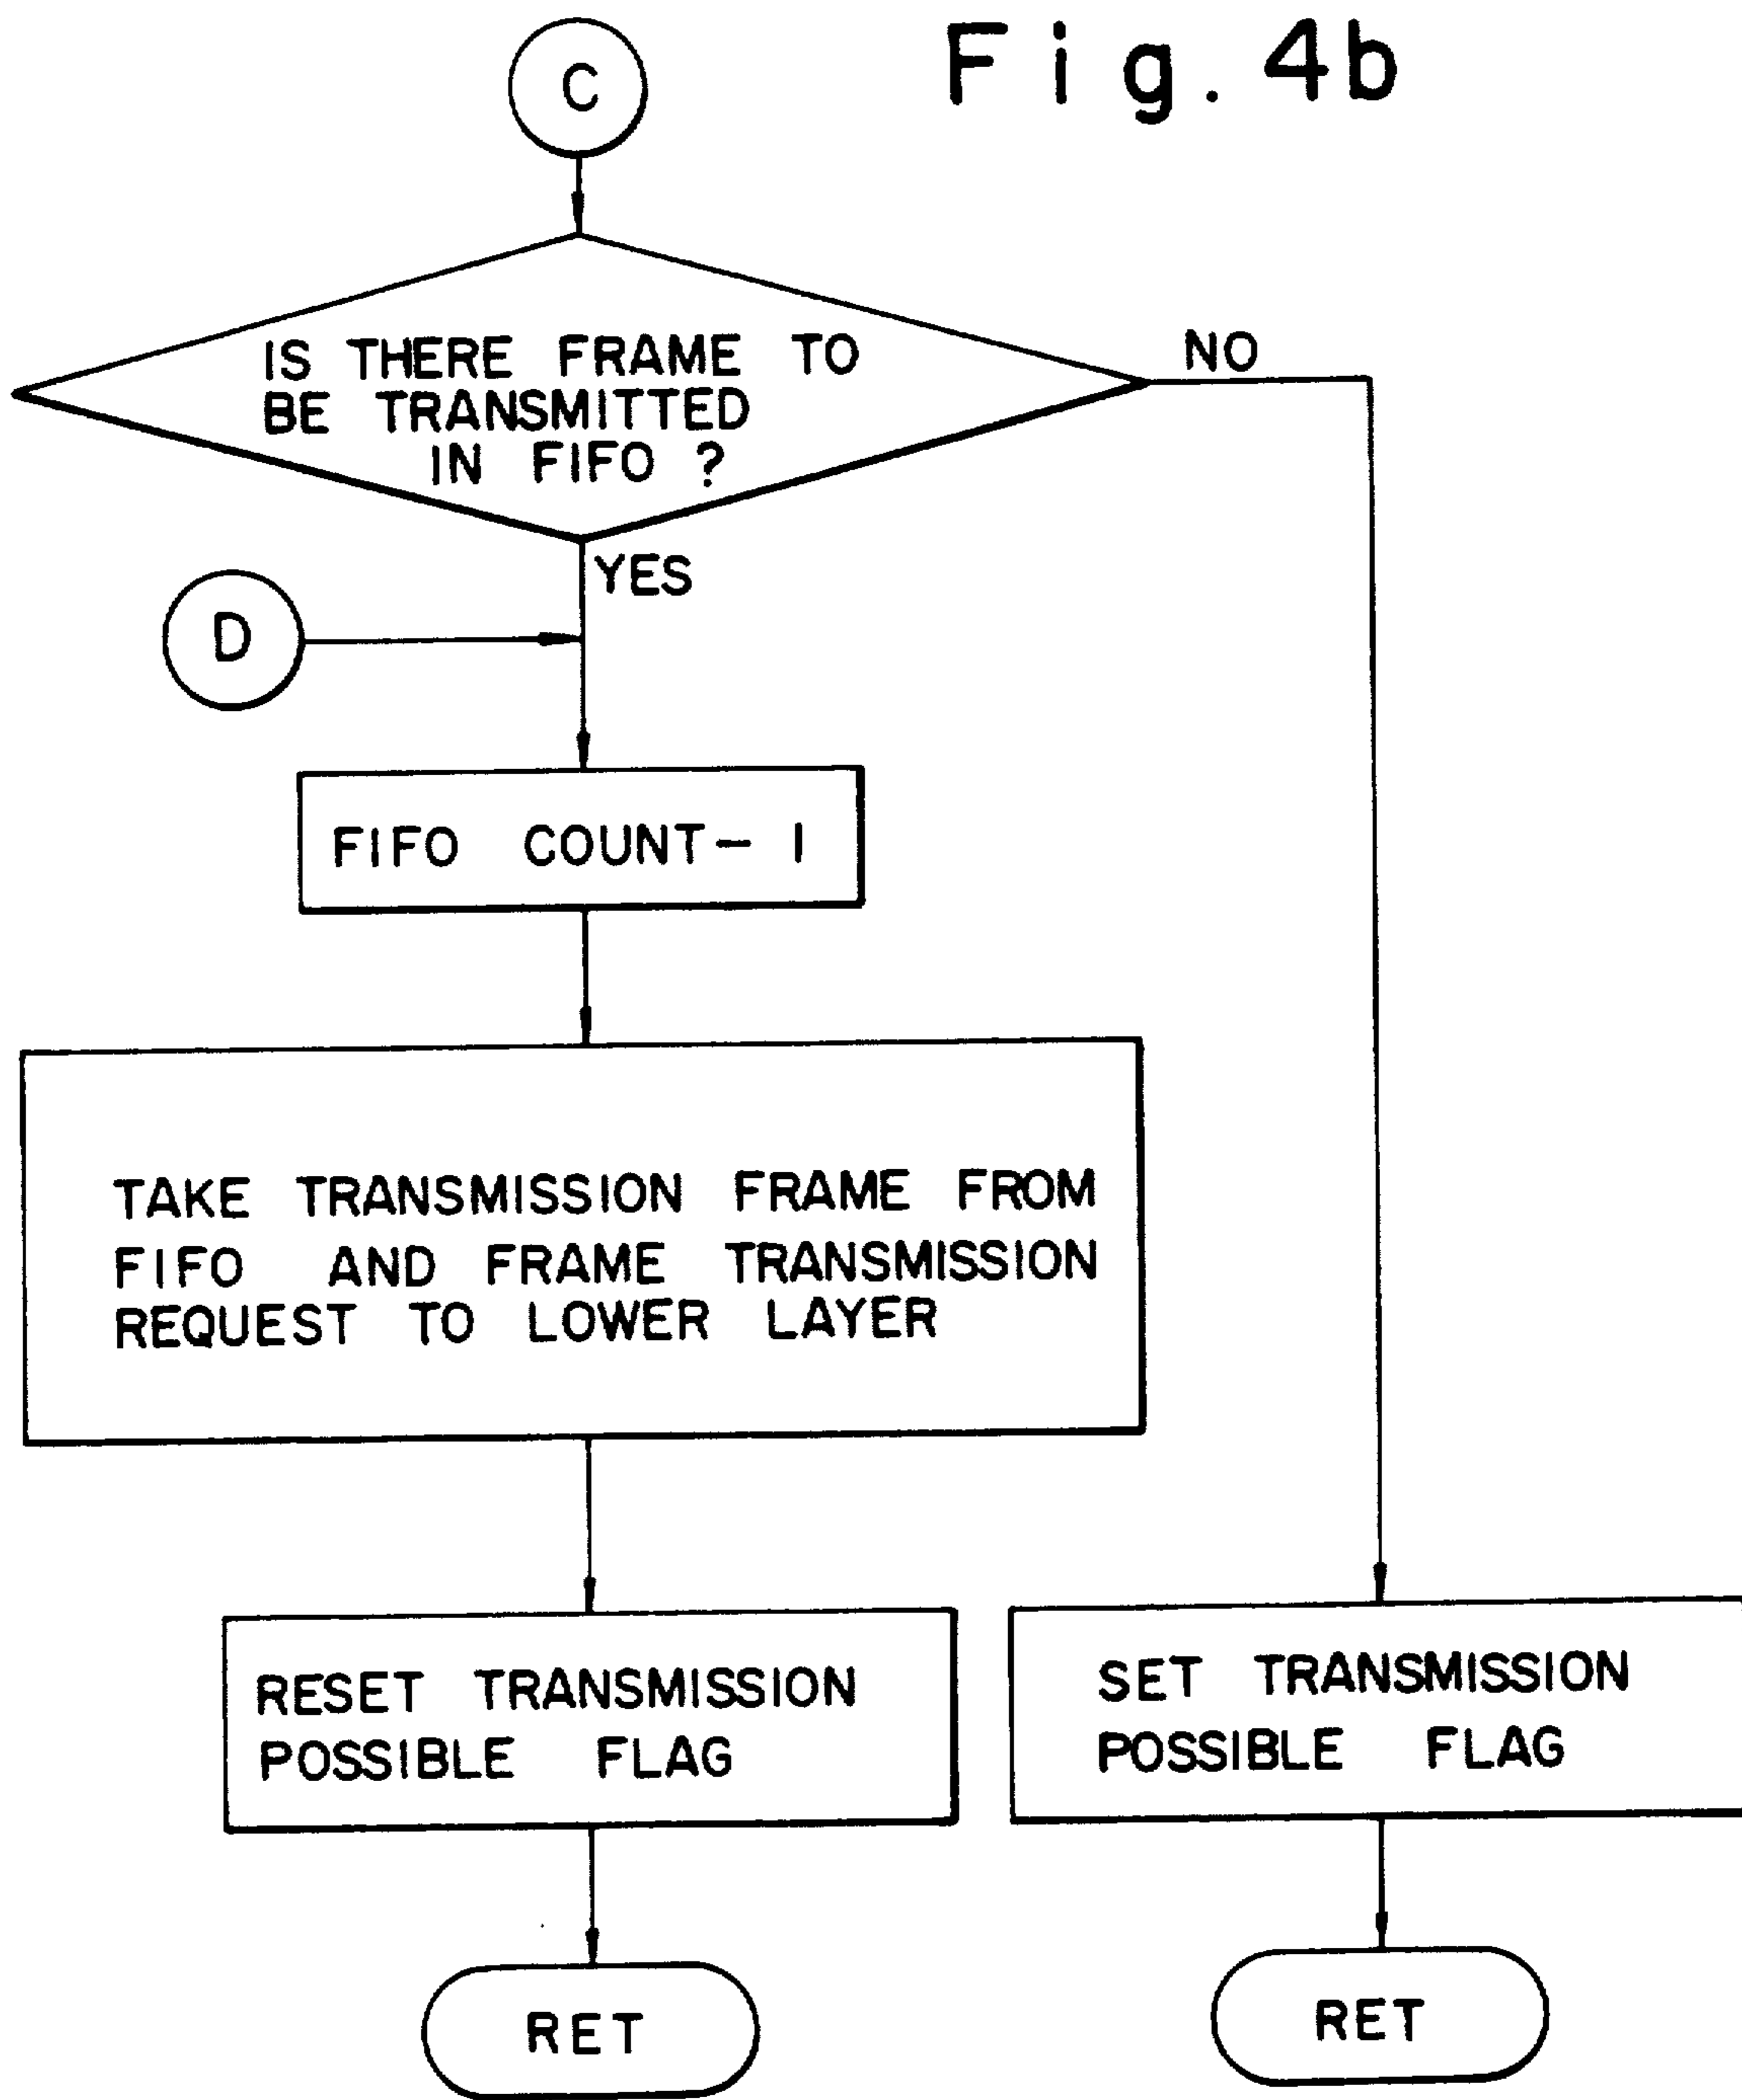 Fig. 4b
C
IS THERE FRAME TO
BE TRANSMITTED
IN FIFO ?
NO
YES
D
FIFO COUNT - 1
TAKE TRANSMISSION FRAME FROM
FIFO AND FRAME TRANSMISSION
REQUEST TO LOWER LAYER
RESET TRANSMISSION
POSSIBLE FLAG
SET TRANSMISSION
POSSIBLE FLAG
RET
RET